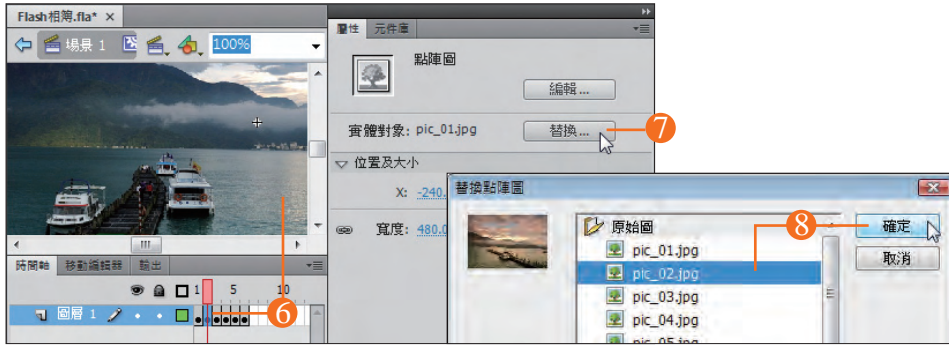 Flash相簿.fla*
場景 1
100%
屬性 元件庫
點陣圖
編輯 ...
實體對象: pic_01.jpg
替換 ...
7
位置及大小
X: -240.
寬度: 480.0
替換點陣圖
原始圖
pic_01.jpg
pic_02.jpg
pic_03.jpg
pic_04.jpg
pic_05.jpg
8
確定
取消
時間軸 移動編輯器 輸出
1 5 10
圖層 1
6